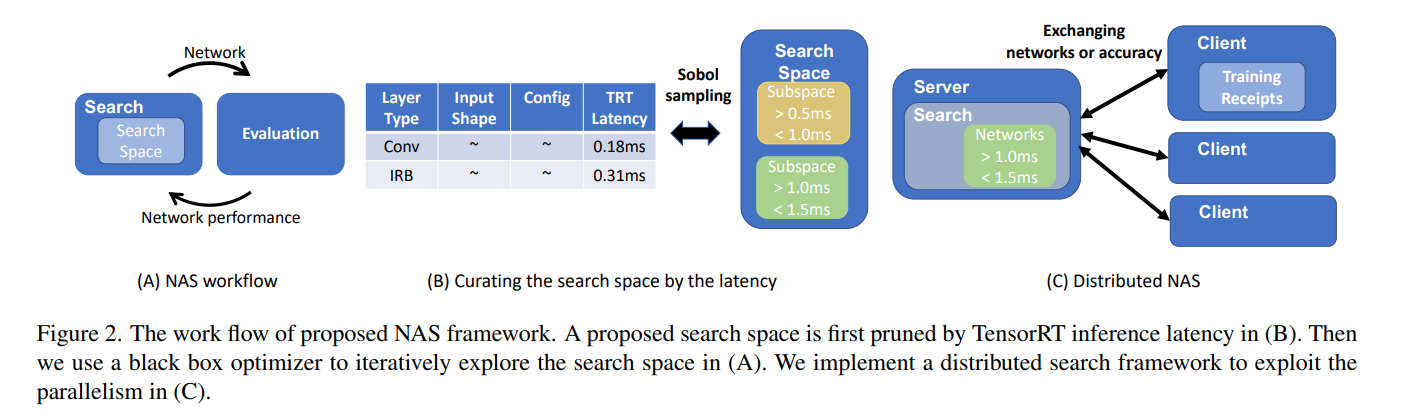 Network
Search
Search
Space
Evaluation
Network performance
(A) NAS workflow
Layer Type Input Shape Config TRT Latency
Conv ~ ~ 0.18ms
IRB ~ ~ 0.31ms
Sobol
sampling
Search
Space
Subspace
> 0.5ms
< 1.0ms
Subspace
> 1.0ms
< 1.5ms
(B) Curating the search space by the latency
Exchanging
networks or accuracy
Server
Search
Networks
> 1.0ms
< 1.5ms
Client
Training
Receipts
Client
Client
(C) Distributed NAS
Figure 2. The work flow of proposed NAS framework. A proposed search space is first pruned by TensorRT inference latency in (B). Then
we use a black box optimizer to iteratively explore the search space in (A). We implement a distributed search framework to exploit the
parallelism in (C).